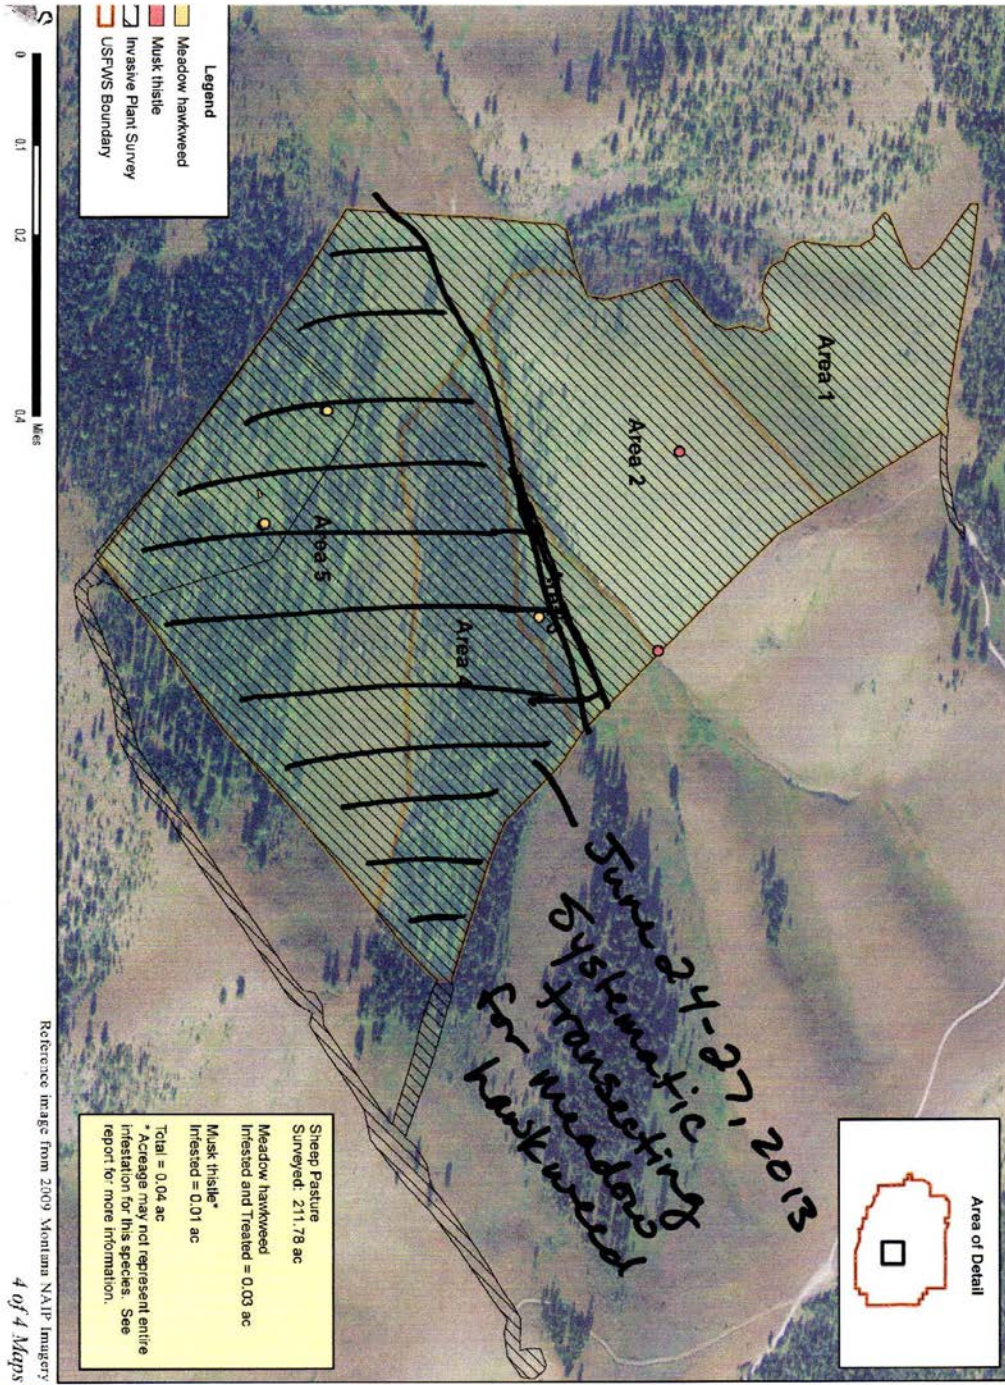 Area of Detail
Legend
Meadow hawkweed
Musk thistle
Invasive Plant Survey
USFWS Boundary
Area 1
Area 2
Area 4
Area 5
June 24-27, 2013
Systematic
transecting
for meadow
hawkweed
Sheep Pasture
Surveyed: 211.78 ac
Meadow hawkweed
Infested and Treated = 0.03 ac
Musk thistle*
Infested = 0.01 ac
Total = 0.04 ac
* Acreage may not represent entire
infestation for this species. See
report for more information.
0 0.1 0.2 0.4
Miles
Reference image from 2009 Montana NAIP Imagery
4 of 4 Maps